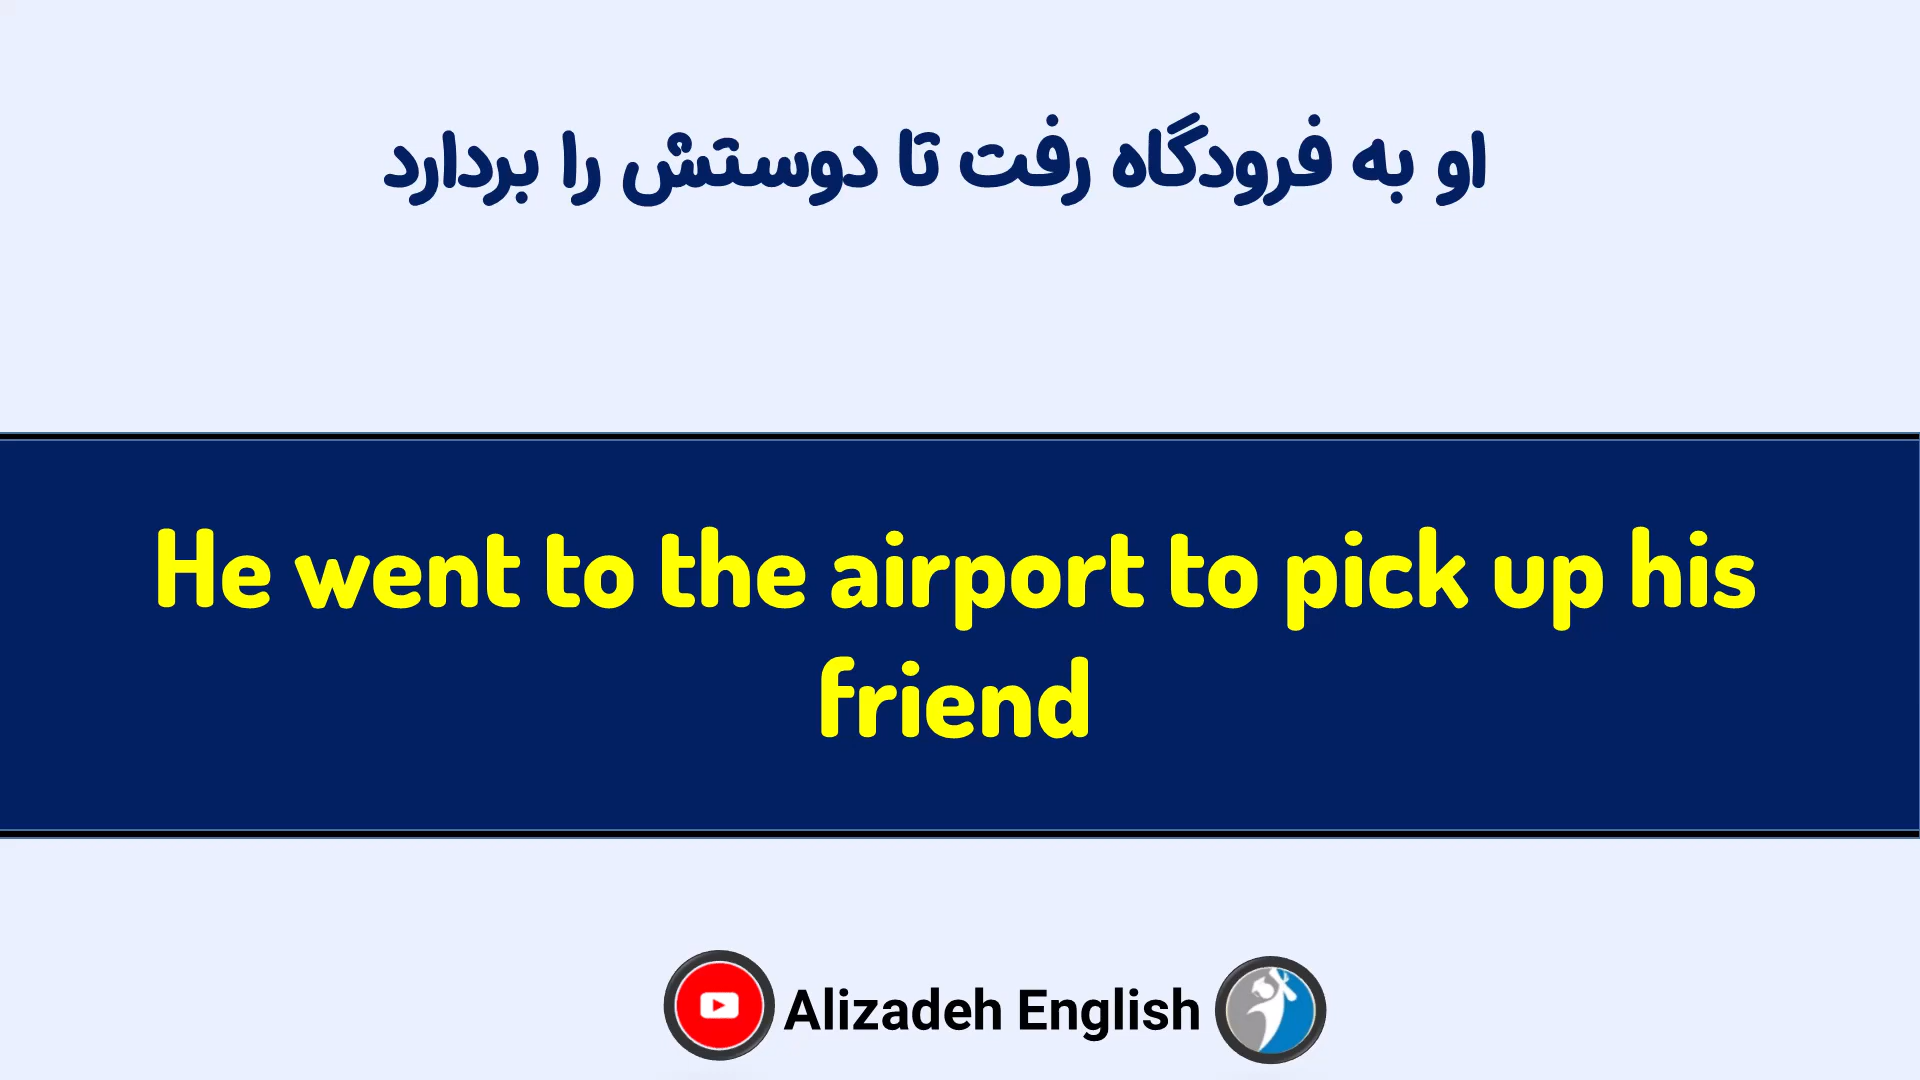 او به فرودگاه رفت تا دوستش را بردارد
He went to the airport to pick up his
friend
Alizadeh English